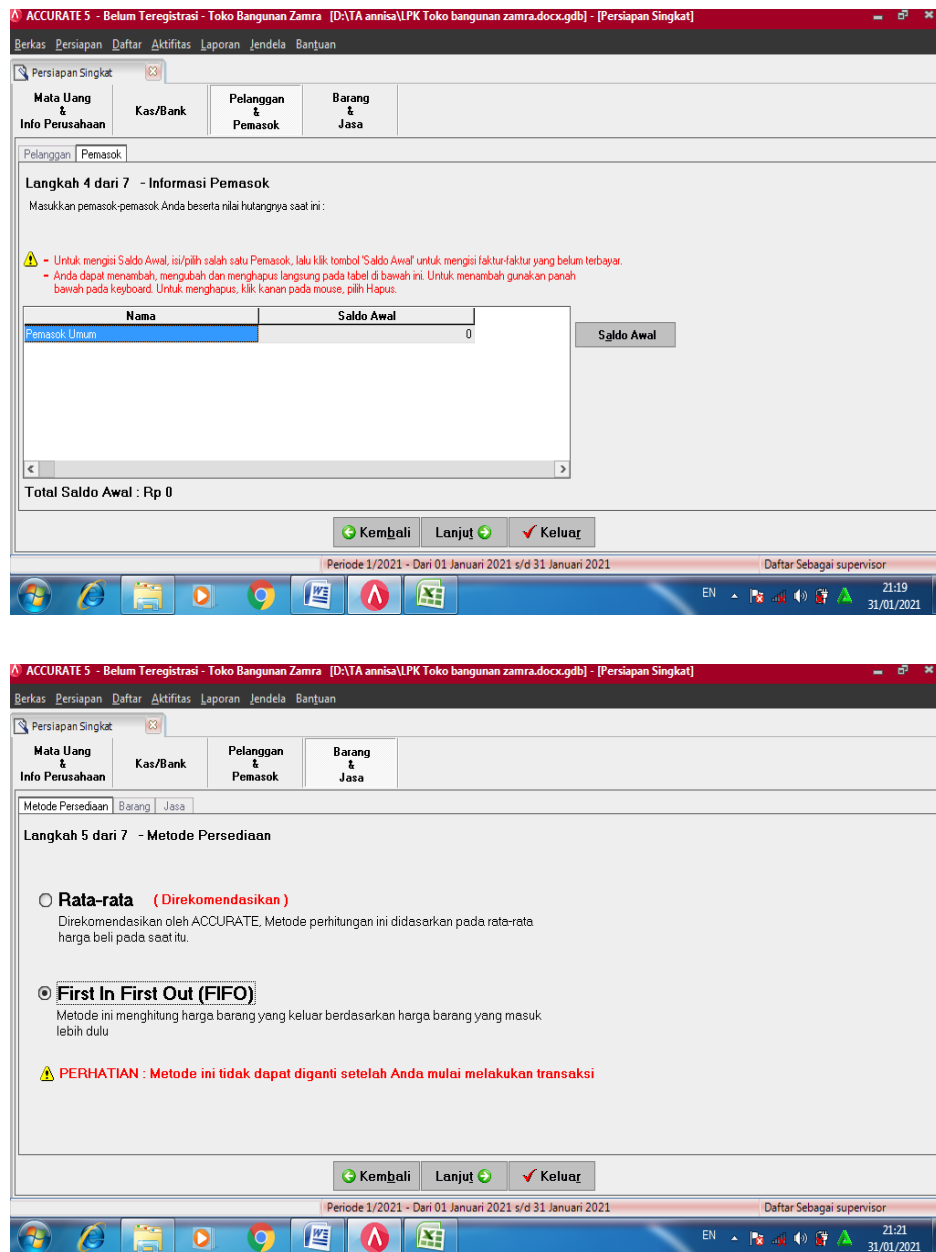 ACCURATE 5 - Belum Teregistrasi - Toko Bangunan Zamra [D:\TA annisa\LPK Toko bangunan zamra.docx.gdb] - [Persiapan Singkat]
Berkas Persiapan Daftar Aktifitas Laporan Jendela Bantuan
Persiapan Singkat
Mata Uang & Info Perusahaan
Kas/Bank
Pelanggan & Pemasok
Barang & Jasa
Pelanggan Pemasok
Langkah 4 dari 7 - Informasi Pemasok
Masukkan pemasok-pemasok Anda beserta nilai hutangnya saat ini :
- Untuk mengisi Saldo Awal, isi/pilih salah satu Pemasok, lalu klik tombol 'Saldo Awal' untuk mengisi faktur-faktur yang belum terbayar.
- Anda dapat menambah, mengubah dan menghapus langsung pada tabel di bawah ini. Untuk menambah gunakan panah
bawah pada keyboard. Untuk menghapus, klik kanan pada mouse, pilih Hapus.
Nama Saldo Awal
Pemasok Umum 0
Saldo Awal
Total Saldo Awal : Rp 0
Kembali Lanjut Keluar
Periode 1/2021 - Dari 01 Januari 2021 s/d 31 Januari 2021 Daftar Sebagai supervisor
EN 21:19
31/01/2021
ACCURATE 5 - Belum Teregistrasi - Toko Bangunan Zamra [D:\TA annisa\LPK Toko bangunan zamra.docx.gdb] - [Persiapan Singkat]
Berkas Persiapan Daftar Aktifitas Laporan Jendela Bantuan
Persiapan Singkat
Mata Uang & Info Perusahaan
Kas/Bank
Pelanggan & Pemasok
Barang & Jasa
Metode Persediaan Barang Jasa
Langkah 5 dari 7 - Metode Persediaan
Rata-rata ( Direkomendasikan )
Direkomendasikan oleh ACCURATE, Metode perhitungan ini didasarkan pada rata-rata
harga beli pada saat itu.
First In First Out (FIFO)
Metode ini menghitung harga barang yang keluar berdasarkan harga barang yang masuk
lebih dulu
PERHATIAN : Metode ini tidak dapat diganti setelah Anda mulai melakukan transaksi
Kembali Lanjut Keluar
Periode 1/2021 - Dari 01 Januari 2021 s/d 31 Januari 2021 Daftar Sebagai supervisor
EN 21:21
31/01/2021